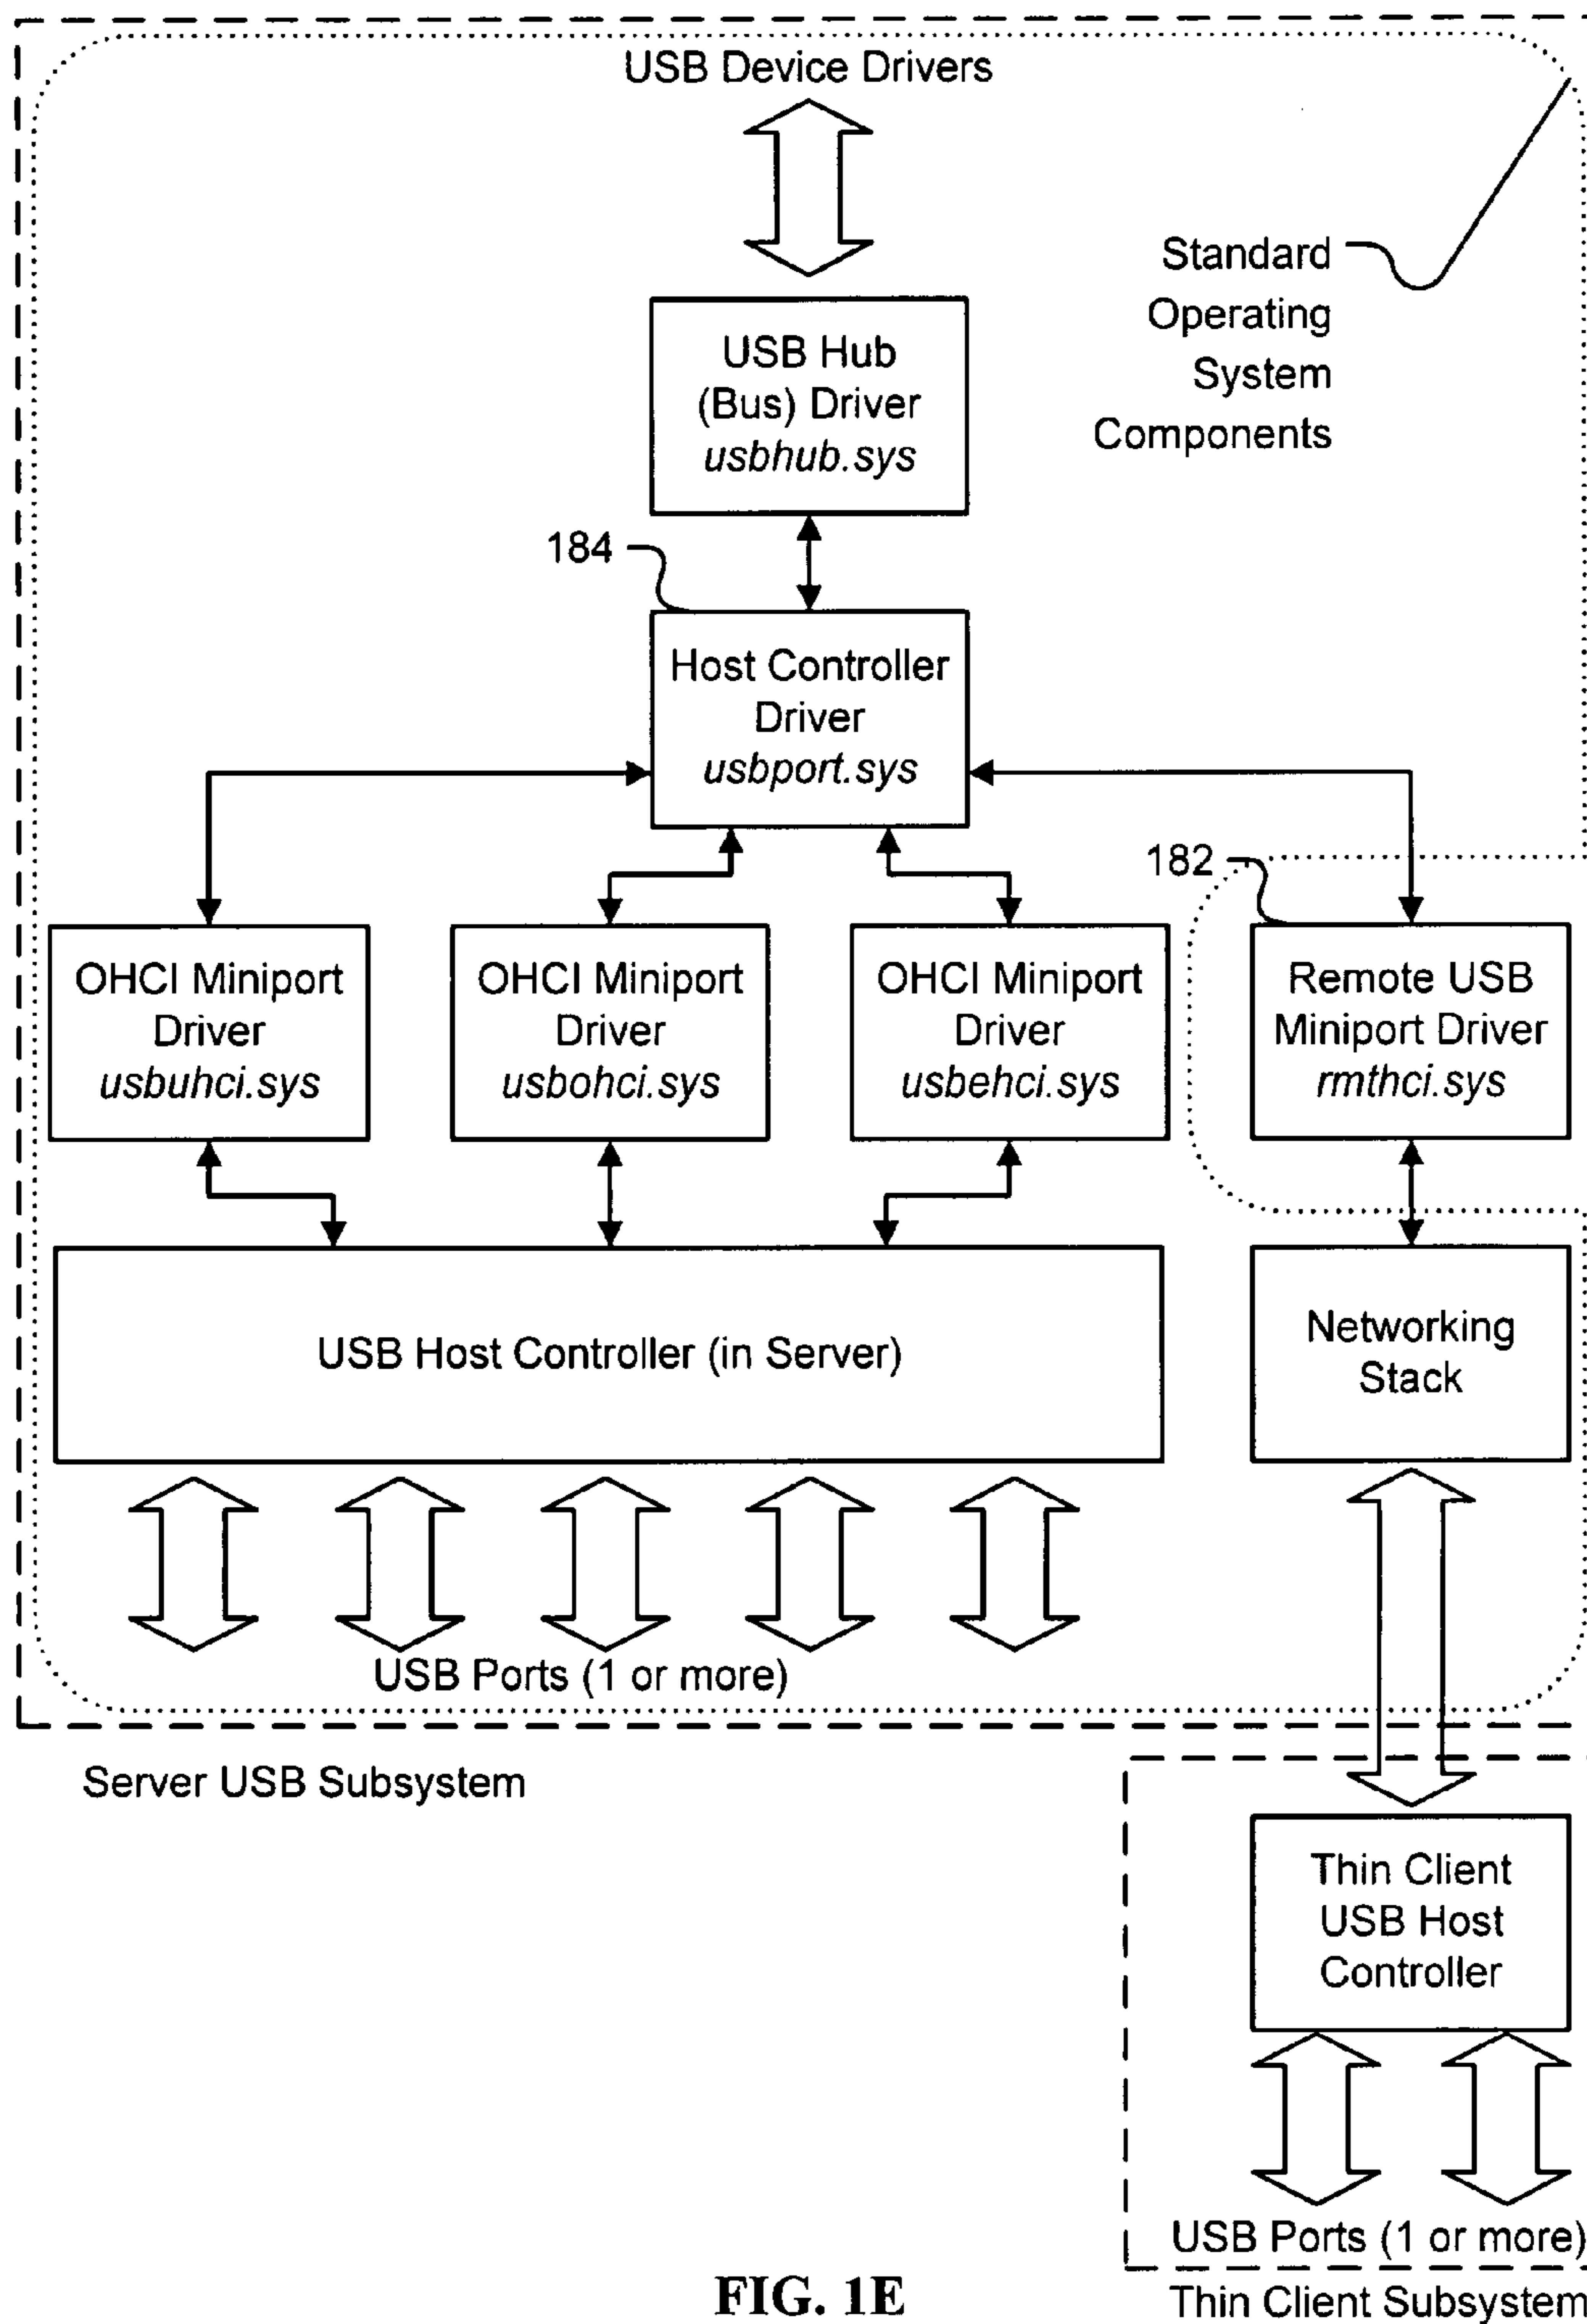 USB Device Drivers
Standard
Operating
System
Components
USB Hub
(Bus) Driver
usbhub.sys
184
Host Controller
Driver
usbport.sys
182
OHCI Miniport
Driver
usbuhci.sys
OHCI Miniport
Driver
usbohci.sys
OHCI Miniport
Driver
usbehci.sys
Remote USB
Miniport Driver
rmthci.sys
USB Host Controller (in Server)
Networking
Stack
USB Ports (1 or more)
Server USB Subsystem
Thin Client
USB Host
Controller
USB Ports (1 or more)
Thin Client Subsystem
FIG. 1E